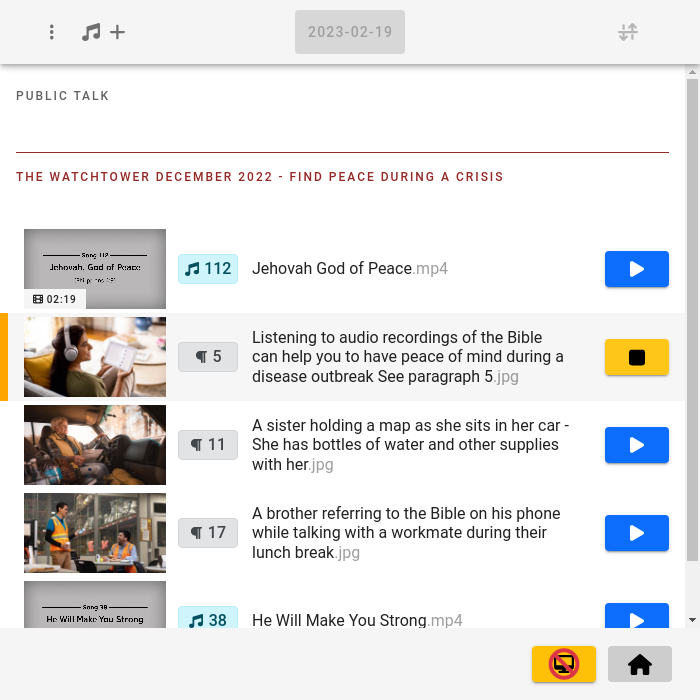 2023-02-19
PUBLIC TALK
THE WATCHTOWER DECEMBER 2022 - FIND PEACE DURING A CRISIS
Song 112
Jehovah, God of Peace
02:19
112
Jehovah God of Peace.mp4
¶ 5
Listening to audio recordings of the Bible
can help you to have peace of mind during a
disease outbreak See paragraph 5.jpg
¶ 11
A sister holding a map as she sits in her car -
She has bottles of water and other supplies
with her.jpg
¶ 17
A brother referring to the Bible on his phone
while talking with a workmate during their
lunch break.jpg
Song 38
He Will Make You Strong
38
He Will Make You Strong.mp4